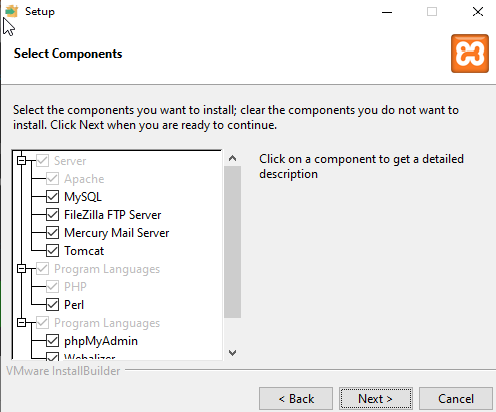 Setup
Select Components
Select the components you want to install; clear the components you do not want to
install. Click Next when you are ready to continue.
Server
Apache
MySQL
FileZilla FTP Server
Mercury Mail Server
Tomcat
Program Languages
PHP
Perl
Program Languages
phpMyAdmin
Webalizer
Click on a component to get a detailed
description
VMware InstallBuilder
< Back
Next >
Cancel